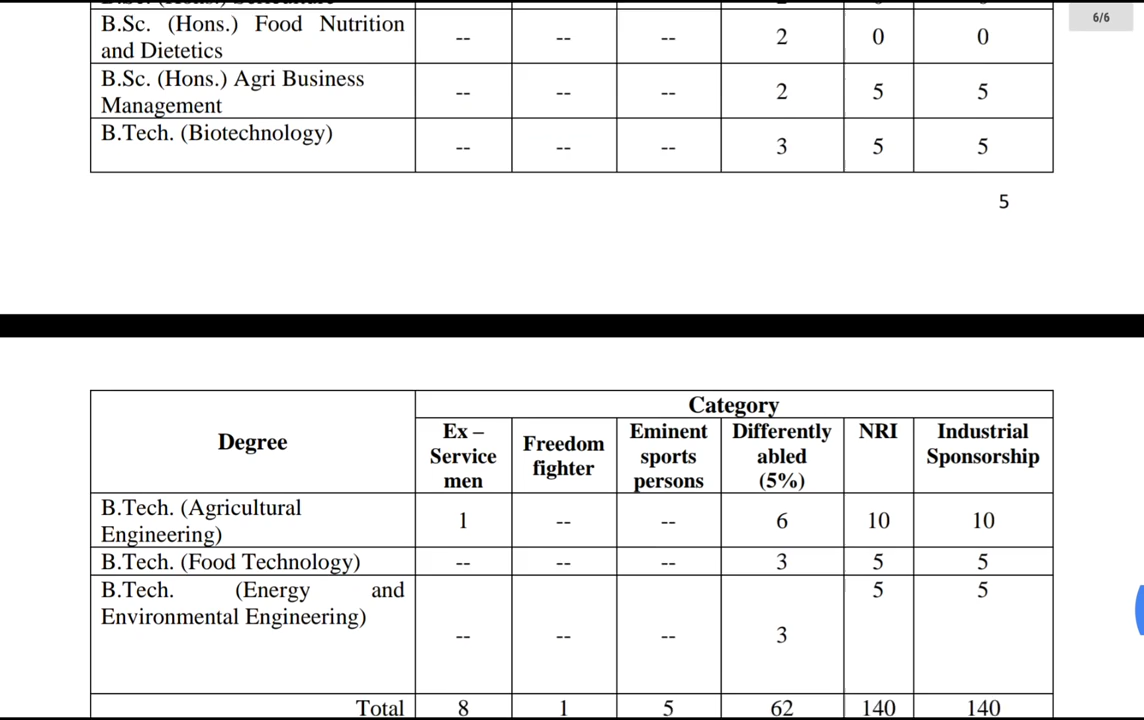 6/6
B.Sc. (Hons.) Food Nutrition
and Dietetics
-- -- -- 2 0 0
B.Sc. (Hons.) Agri Business
Management
-- -- -- 2 5 5
B.Tech. (Biotechnology)
-- -- -- 3 5 5
5
Degree
Category
Ex –
Service
men
Freedom
fighter
Eminent
sports
persons
Differently
abled
(5%)
NRI
Industrial
Sponsorship
B.Tech. (Agricultural
Engineering)
1 -- -- 6 10 10
B.Tech. (Food Technology) -- -- -- 3 5 5
B.Tech. (Energy and
Environmental Engineering)
-- -- -- 3 5 5
Total 8 1 5 62 140 140